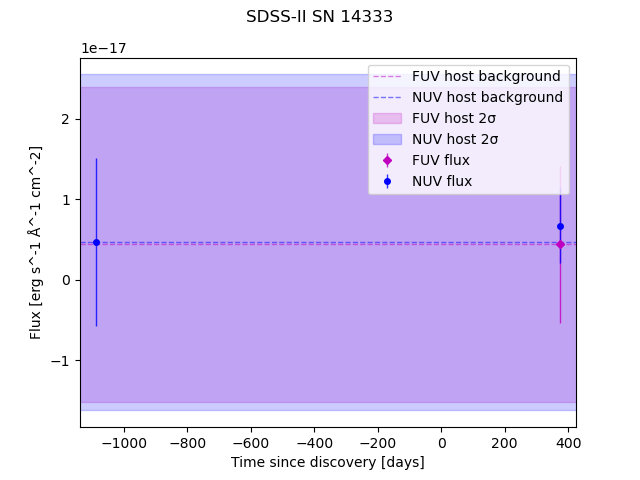 SDSS-II SN 14333
1e−17
FUV host background
NUV host background
FUV host 2σ
NUV host 2σ
FUV flux
NUV flux
2
1
0
−1
Flux [erg s^-1 Å^-1 cm^-2]
−1000 −800 −600 −400 −200 0 200 400
Time since discovery [days]